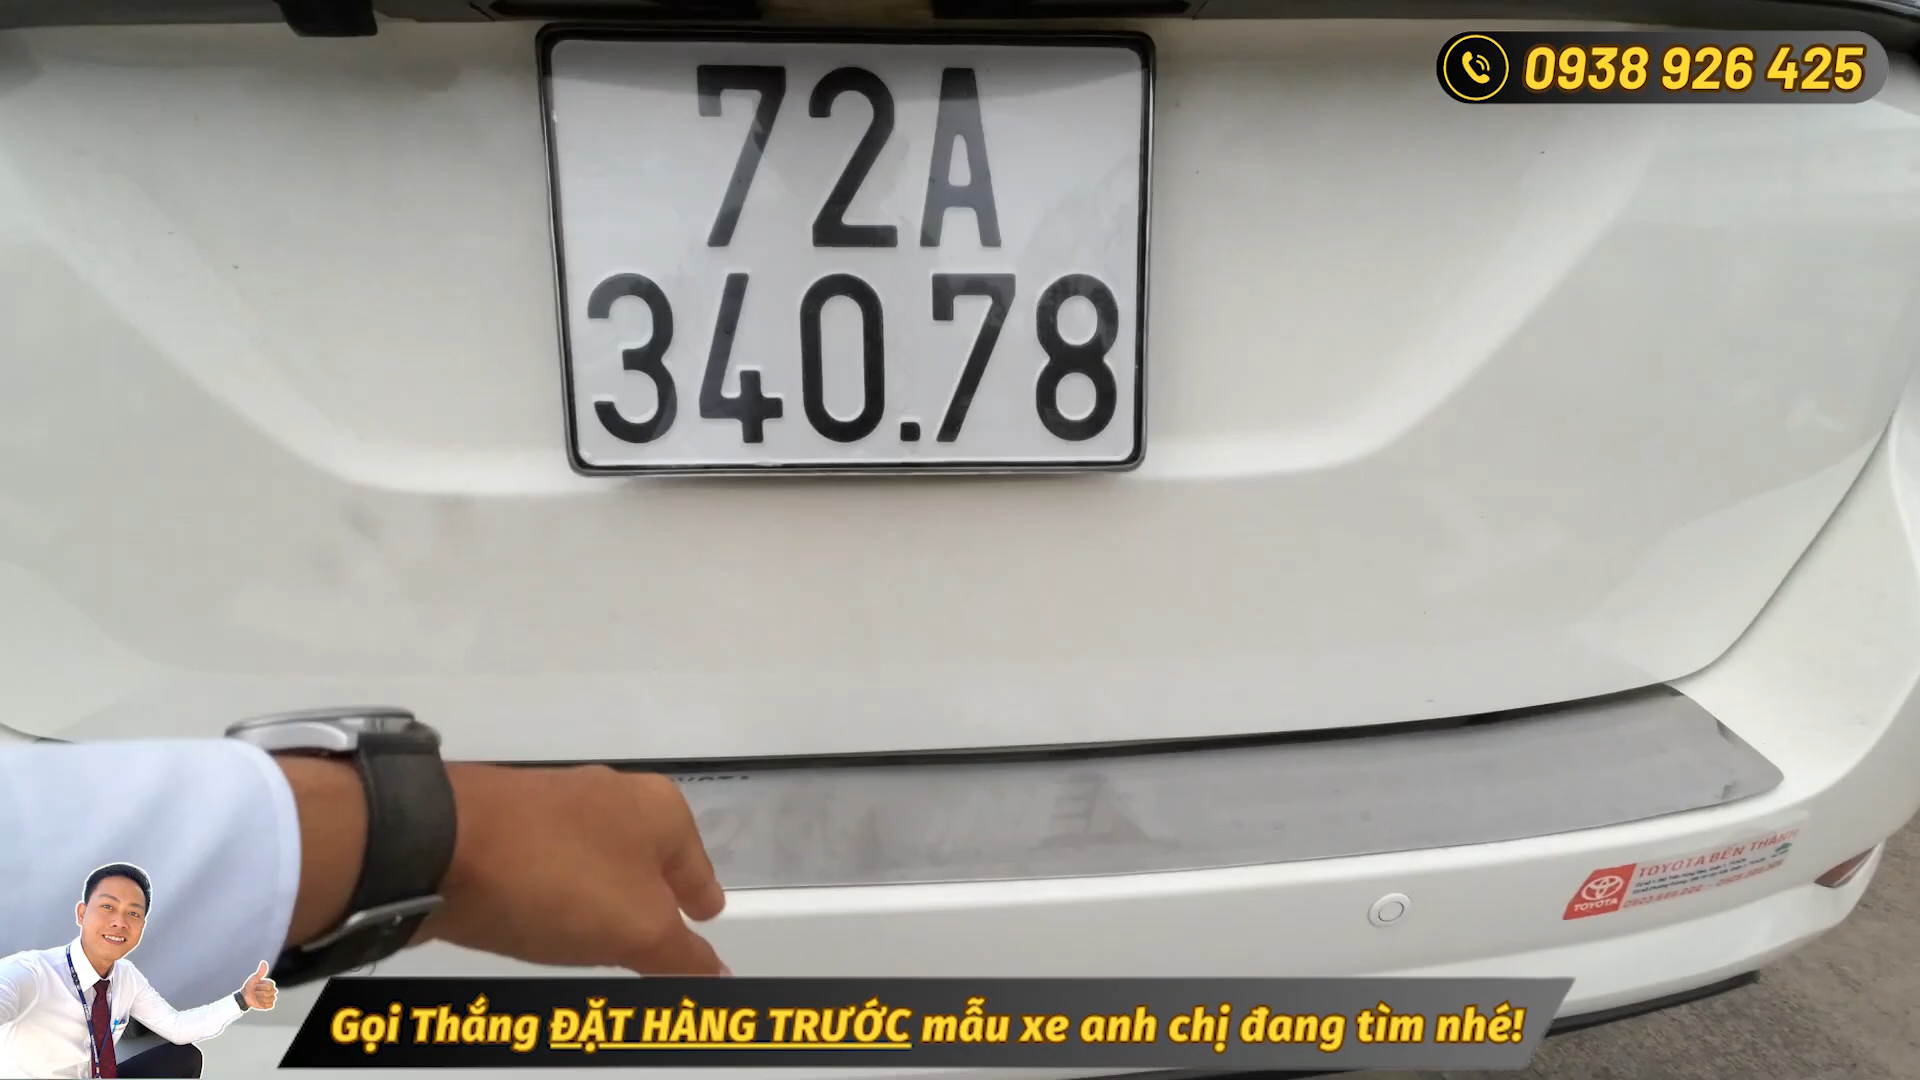 0938 926 425
72A
340.78
TOYOTA BẾN THÀNH
TOYOTA
Gọi Thắng ĐẶT HÀNG TRƯỚC mẫu xe anh chị đang tìm nhé!